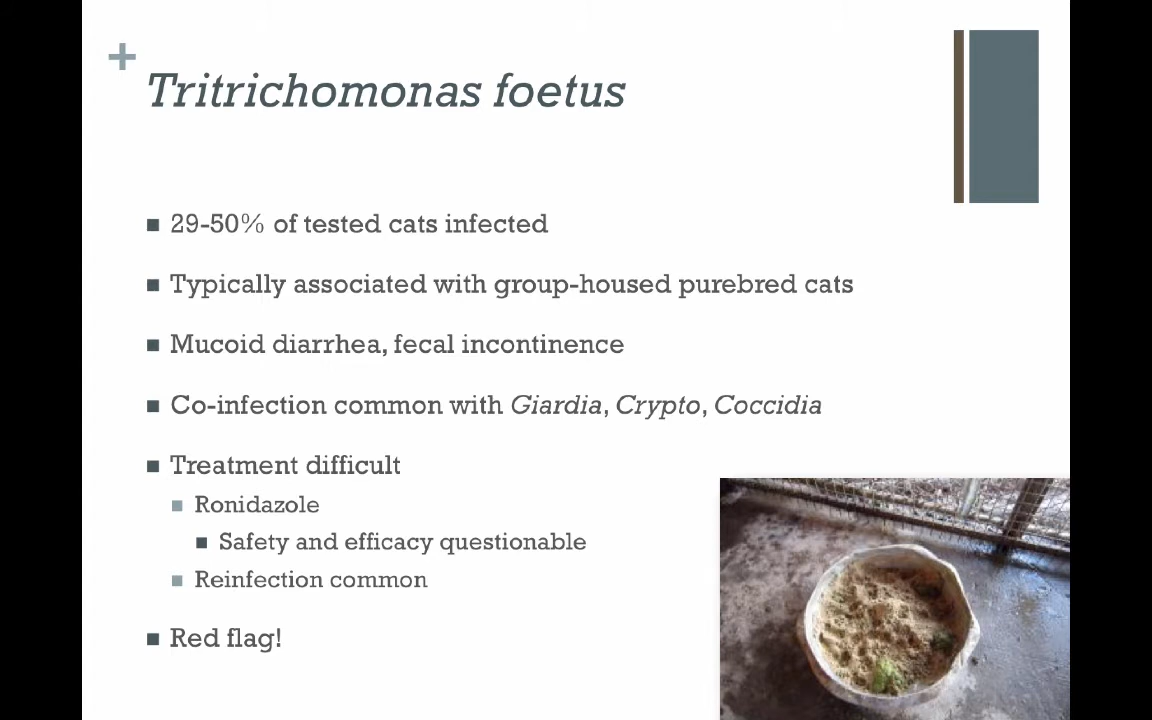 +
Tritrichomonas foetus
■ 29-50% of tested cats infected
■ Typically associated with group-housed purebred cats
■ Mucoid diarrhea, fecal incontinence
■ Co-infection common with Giardia, Crypto, Coccidia
■ Treatment difficult
■ Ronidazole
■ Safety and efficacy questionable
■ Reinfection common
■ Red flag!